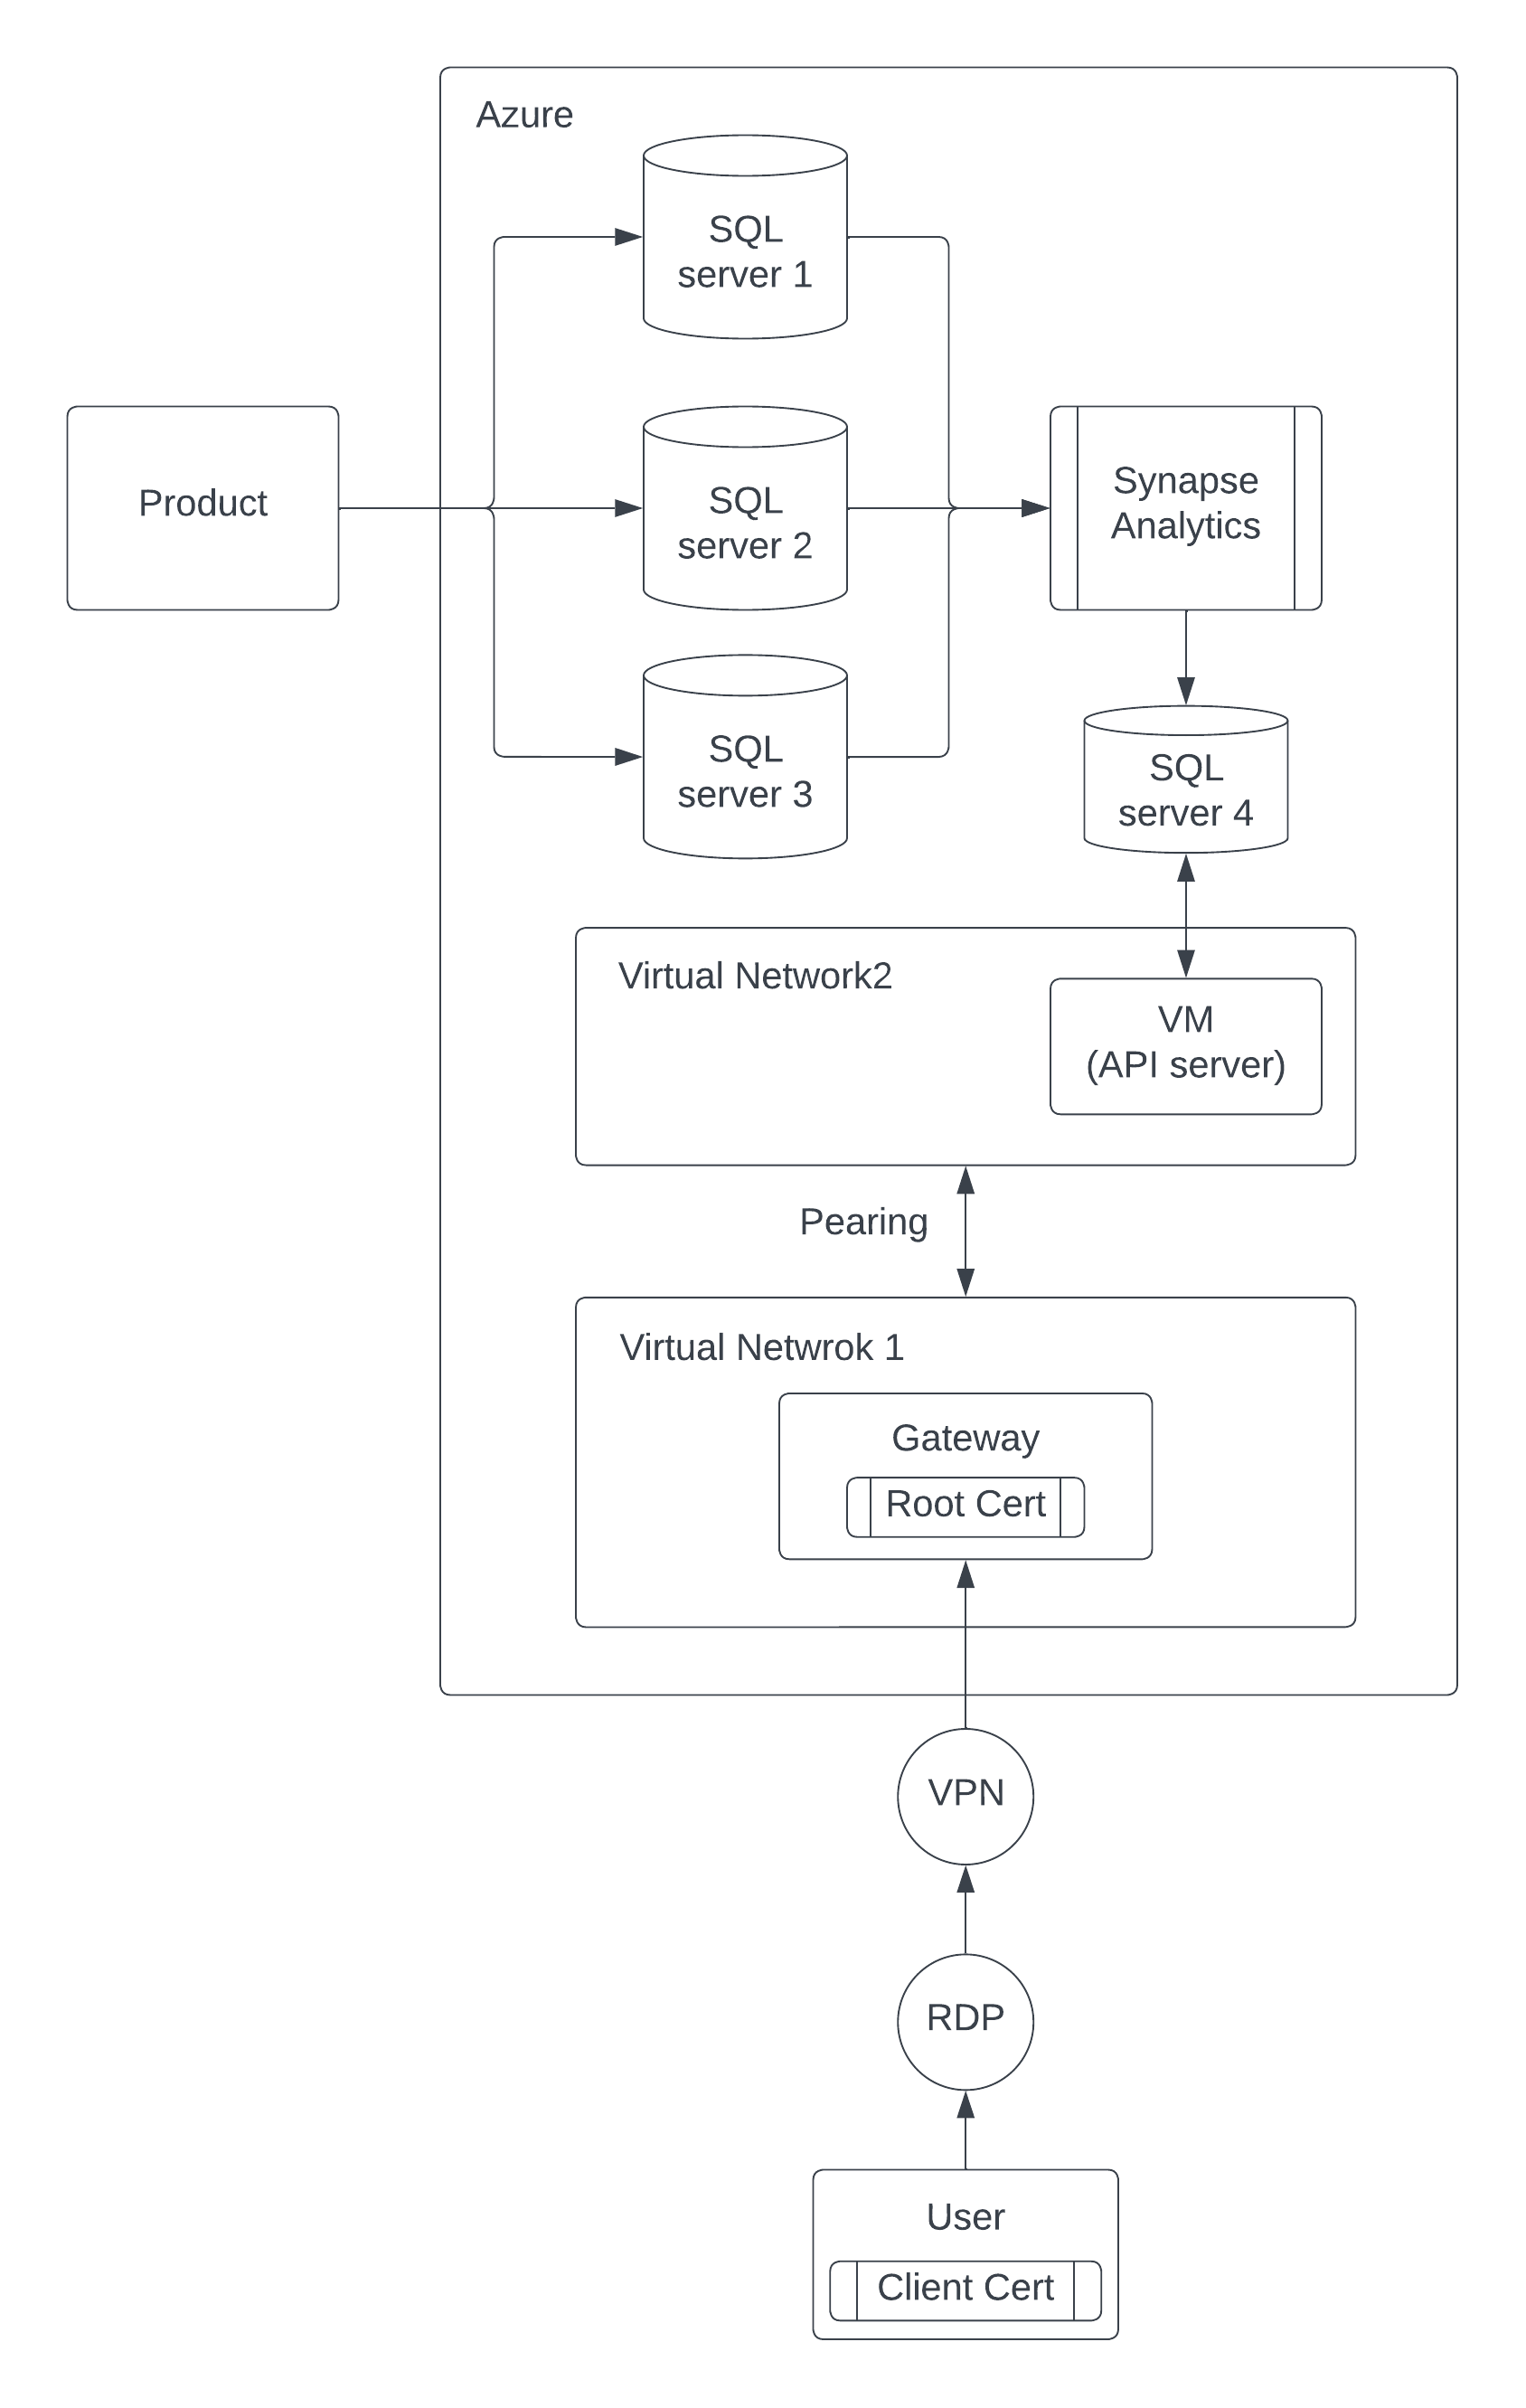 Azure
SQL
server 1
Product
SQL
server 2
Synapse
Analytics
SQL
server 3
SQL
server 4
Virtual Network2
VM
(API server)
Pearing
Virtual Netwrok 1
Gateway
Root Cert
VPN
RDP
User
Client Cert